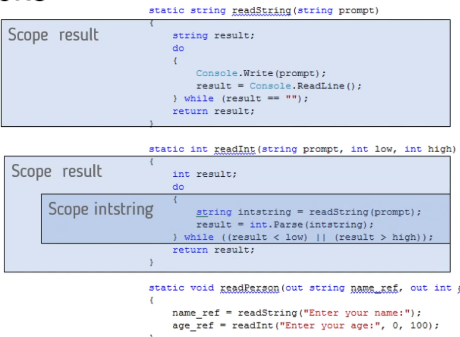 static string readString(string prompt)
{
Scope result
string result;
do
{
Console.Write(prompt);
result = Console.ReadLine();
} while (result == "");
return result;
}
static int readInt(string prompt, int low, int high)
{
Scope result
int result;
do
{
Scope intstring
string intstring = readString(prompt);
result = int.Parse(intstring);
} while ((result < low) || (result > high));
return result;
}
static void readPerson(out string name_ref, out int
{
name_ref = readString("Enter your name:");
age_ref = readInt("Enter your age:", 0, 100);
}